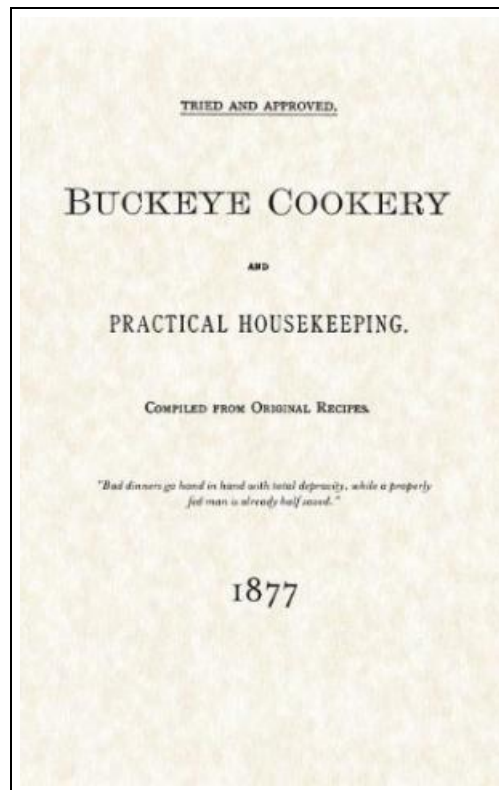 TRIED AND APPROVED.
BUCKEYE COOKERY
AND
PRACTICAL HOUSEKEEPING.
COMPILED FROM ORIGINAL RECIPES.
"Bad dinners go hand in hand with total depravity, while a properly
fed man is already half saved."
1877